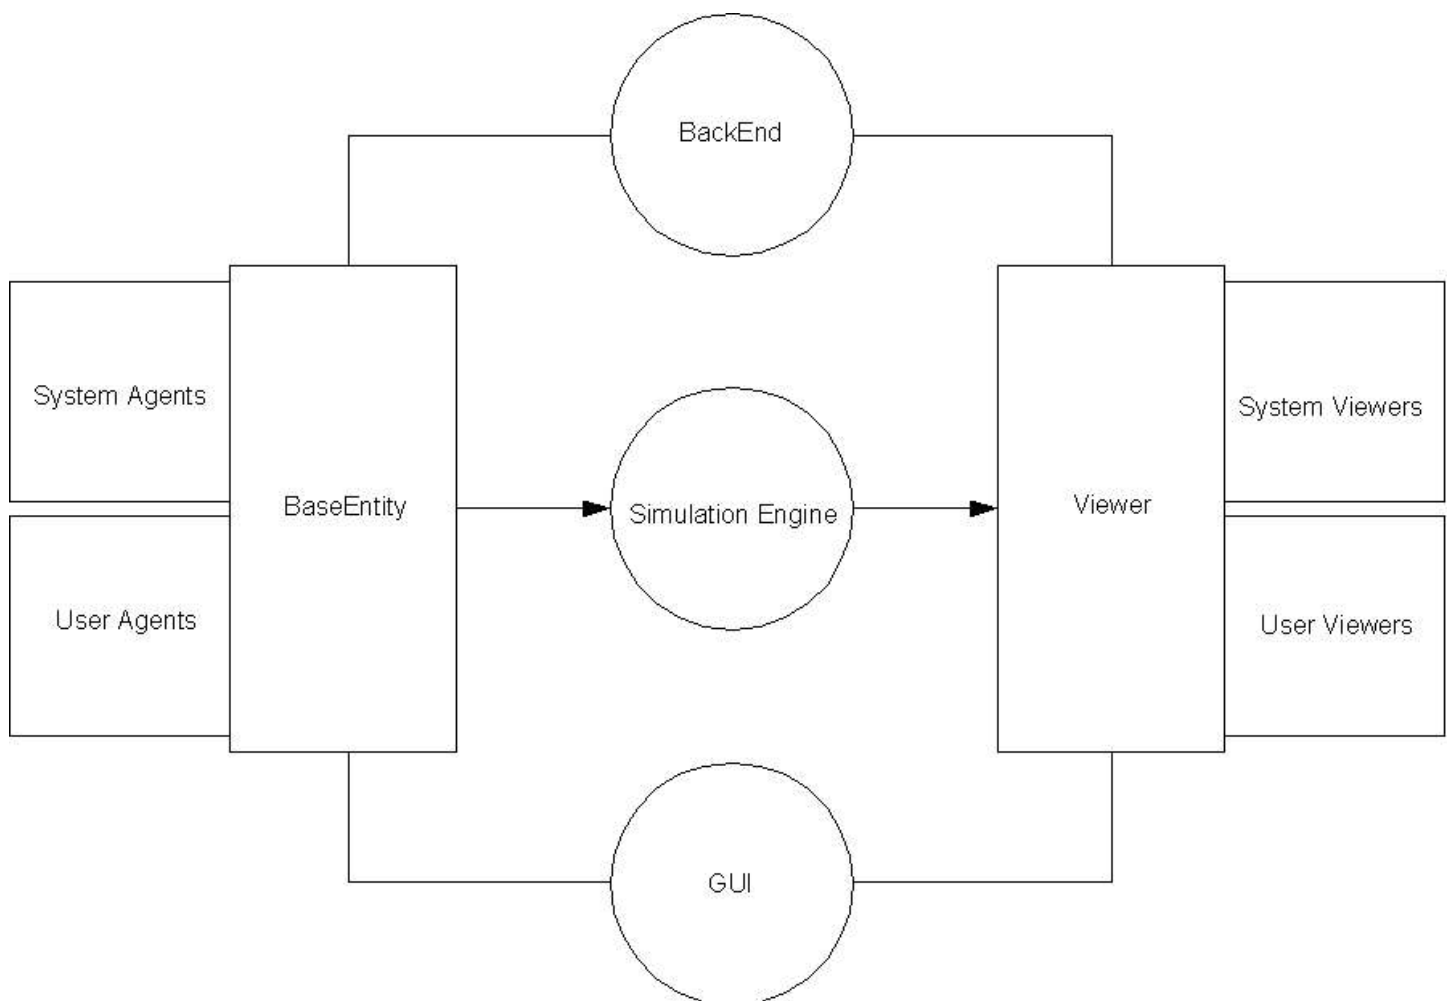 BackEnd
System Agents
System Viewers
BaseEntity
Simulation Engine
Viewer
User Agents
User Viewers
GUI